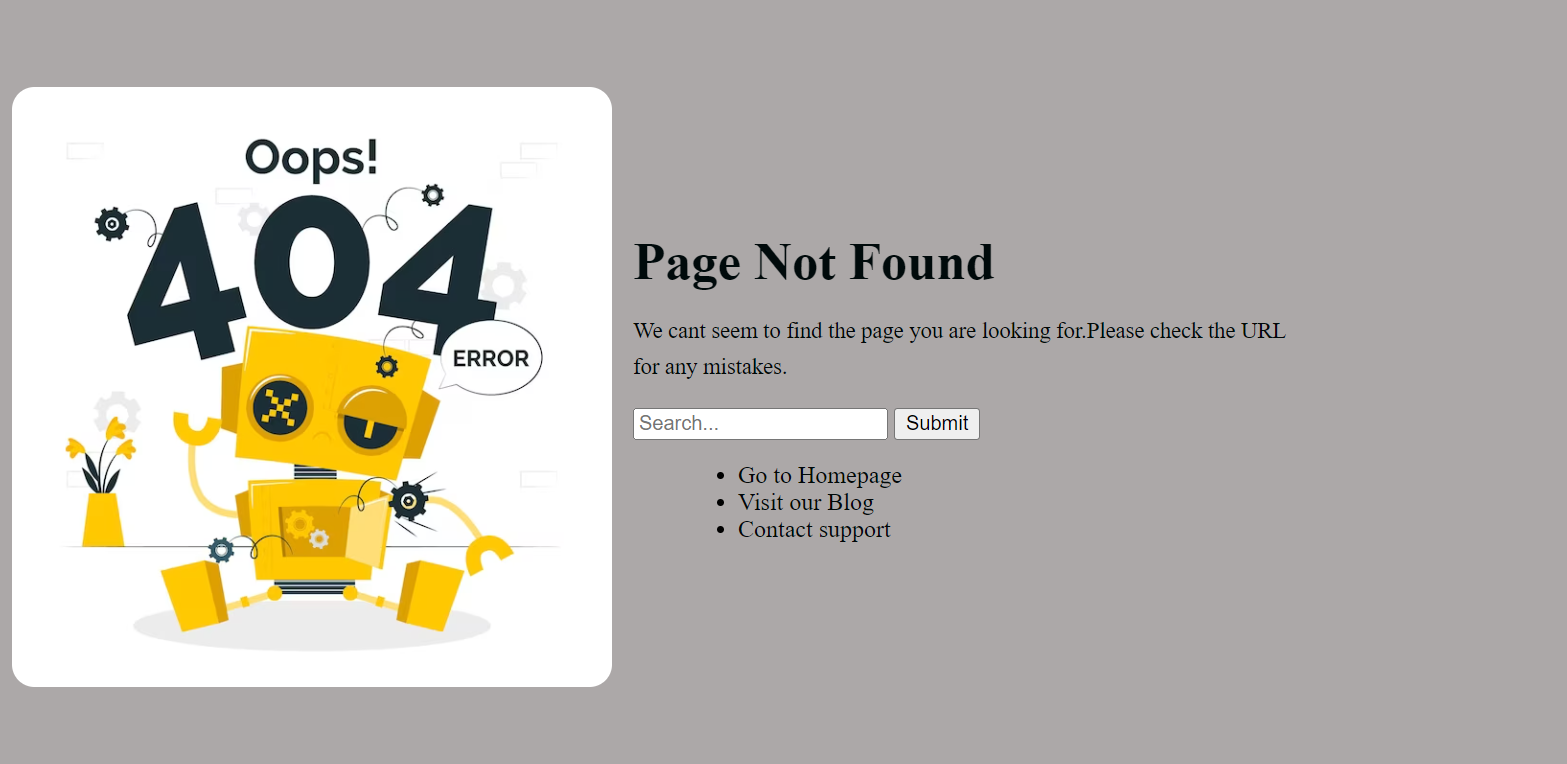 Oops!
404
ERROR
Page Not Found
We cant seem to find the page you are looking for.Please check the URL
for any mistakes.
Search... Submit
Go to Homepage
Visit our Blog
Contact support